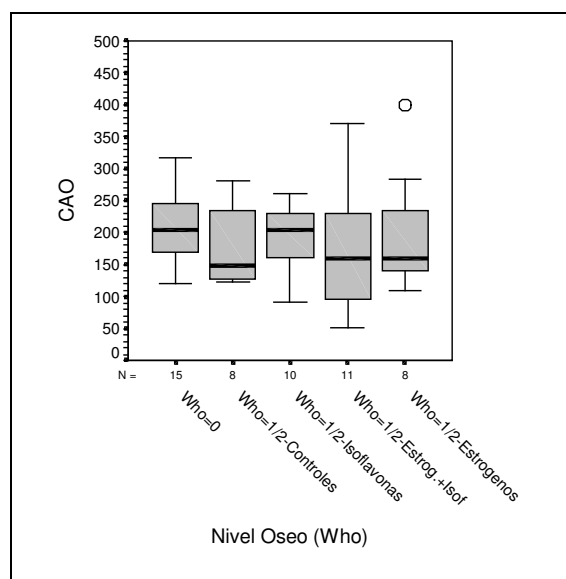 500
450
400
350
300
250
200
150
100
50
0
CAO
N =
15
8
10
11
8
Who=0
Who=1/2-Controles
Who=1/2-Isoflavonas
Who=1/2-Estrog.+Isof
Who=1/2-Estrogenos
Nivel Oseo (Who)